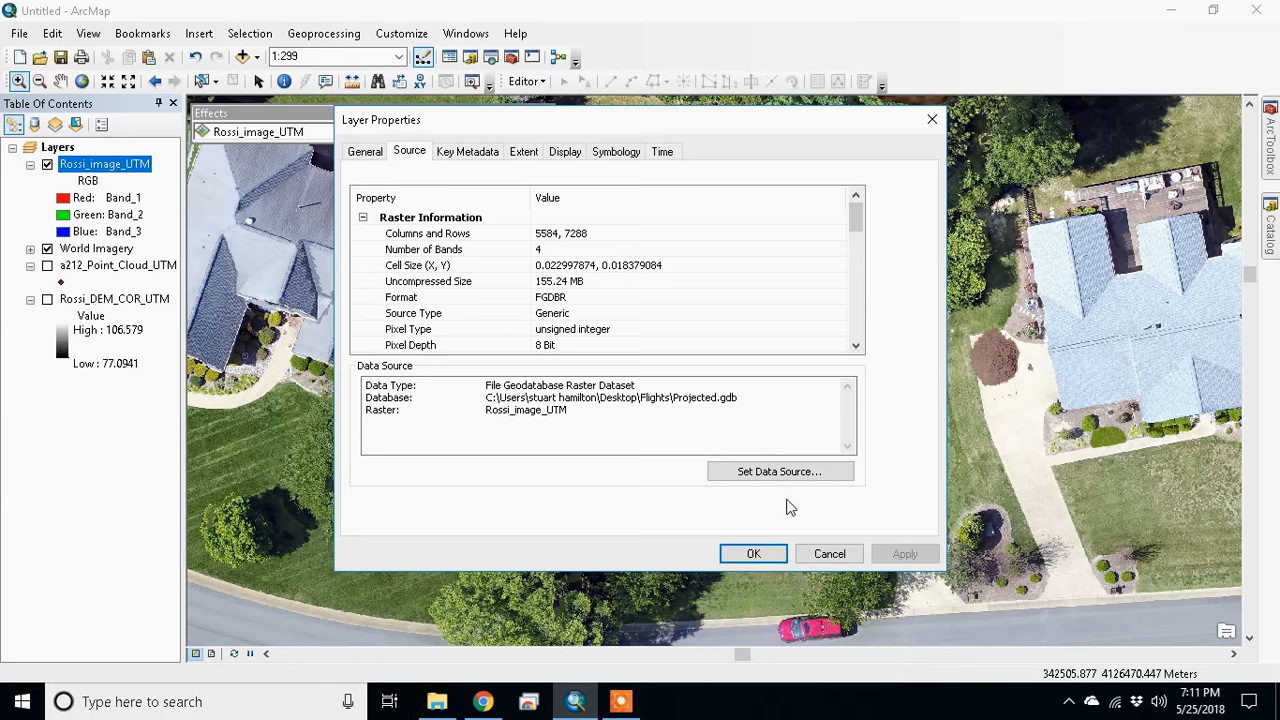 Untitled - ArcMap
File Edit View Bookmarks Insert Selection Geoprocessing Customize Windows Help
1:299
Editor
Table Of Contents
Layers
Rossi_image_UTM
RGB
Red: Band_1
Green: Band_2
Blue: Band_3
World Imagery
a212_Point_Cloud_UTM
Rossi_DEM_COR_UTM
Value
High : 106.579
Low : 77.0941
Effects
Rossi_image_UTM
Layer Properties
General Source Key Metadata Extent Display Symbology Time
Property Value
Raster Information
Columns and Rows 5584, 7288
Number of Bands 4
Cell Size (X, Y) 0.022997874, 0.018379084
Uncompressed Size 155.24 MB
Format FGDBR
Source Type Generic
Pixel Type unsigned integer
Pixel Depth 8 Bit
Data Source
Data Type: File Geodatabase Raster Dataset
Database: C:\Users\stuart hamilton\Desktop\Flights\Projected.gdb
Raster: Rossi_image_UTM
Set Data Source...
OK Cancel Apply
ArcToolbox
Catalog
342505.877 4126470.447 Meters
Type here to search
7:11 PM
5/25/2018